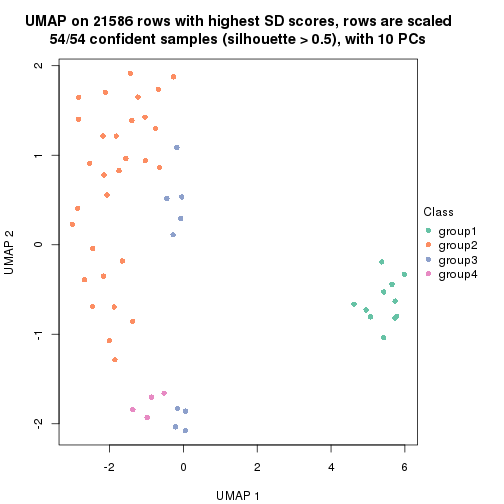 UMAP on 21586 rows with highest SD scores, rows are scaled
54/54 confident samples (silhouette > 0.5), with 10 PCs
2
1
0
-1
-2
UMAP 2
-2
0
2
4
6
UMAP 1
Class
group1
group2
group3
group4